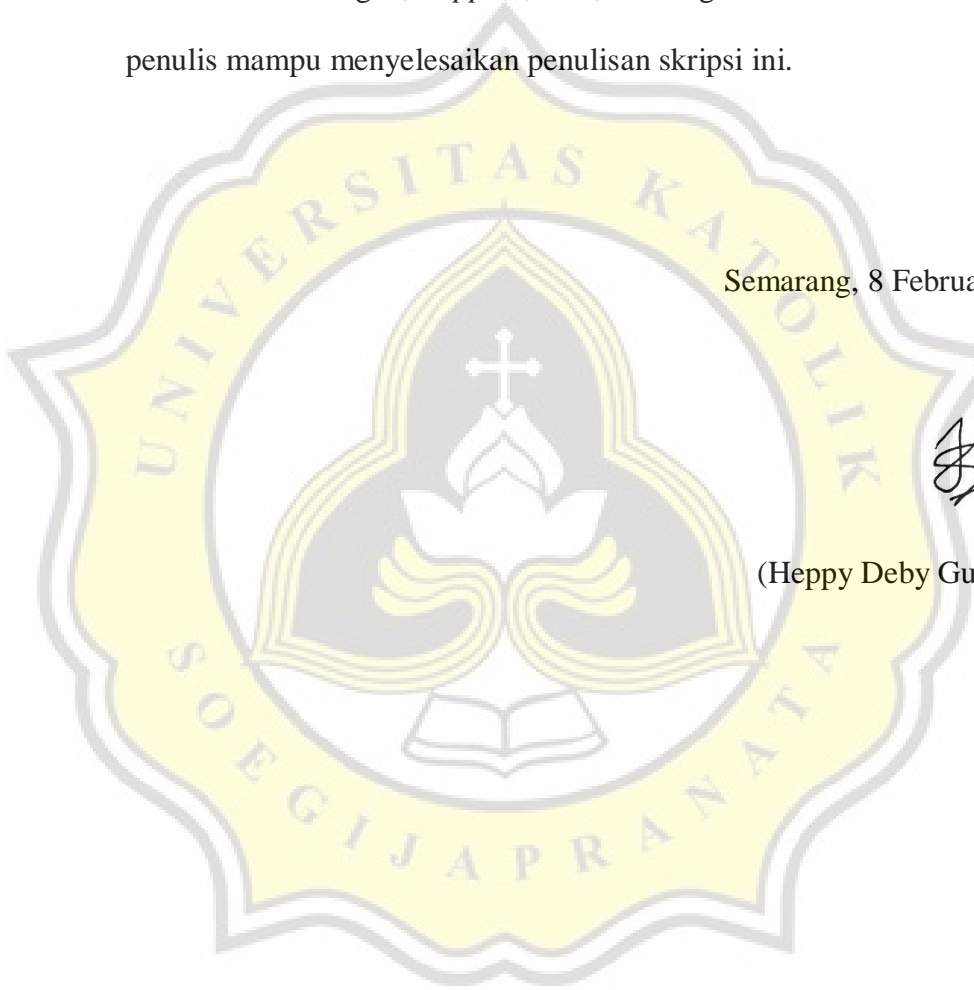 penulis mampu menyelesaikan penulisan skripsi ini.
UNIVERSITAS KATOLIK
Semarang, 8 Februa
(Heppy Deby Gu
SOEGIJAPRANATA